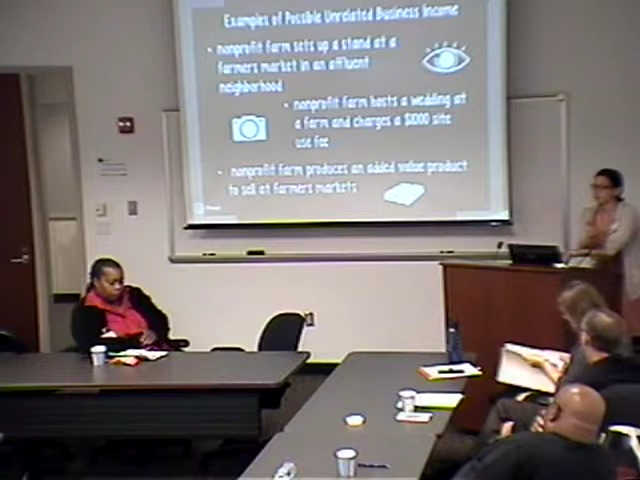 Examples of Possible Unrelated Business Income
• nonprofit farm sets up a stand at a
farmers market in an affluent
neighborhood
• nonprofit farm hosts a wedding at
a farm and charges a $1000 site
use fee
• nonprofit farm produces an added value product
to sell at farmers markets